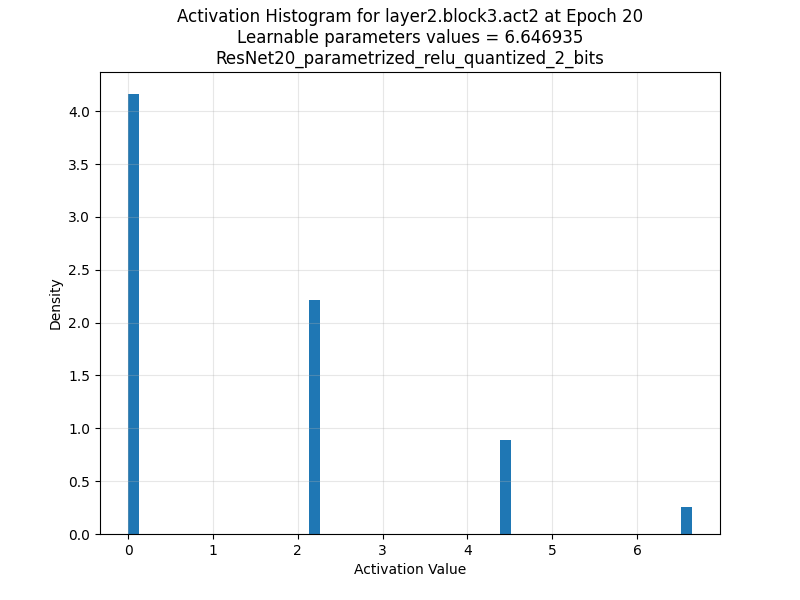 Activation Histogram for layer2.block3.act2 at Epoch 20
Learnable parameters values = 6.646935
ResNet20_parametrized_relu_quantized_2_bits
4.0
3.5
3.0
2.5
2.0
1.5
1.0
0.5
0.0
Density
0 1 2 3 4 5 6
Activation Value